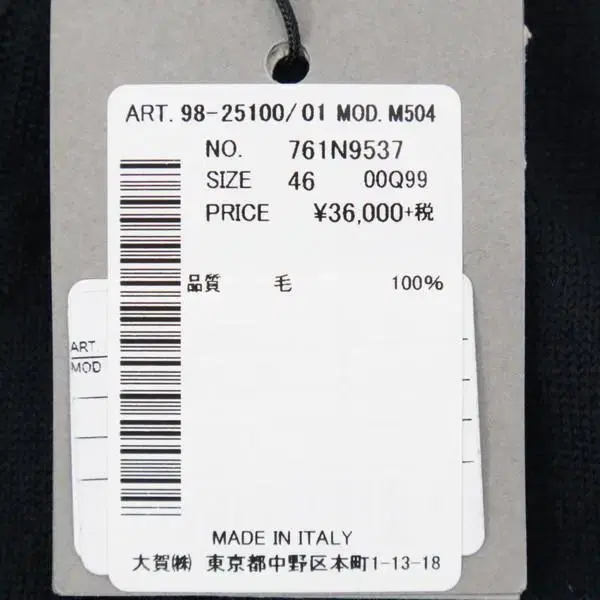 ART. 98-25100/01 MOD. M504
NO. 761N9537
SIZE 46 00Q99
PRICE ¥36,000+税
品質 毛 100%
ART.
MOD
MADE IN ITALY
大賀㈱ 東京都中野区本町1-13-18